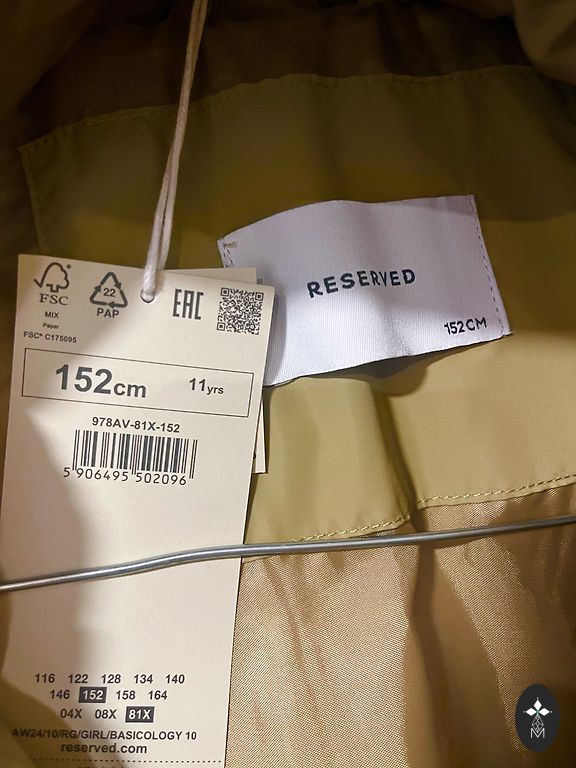 RESERVED
152CM
FSC
MIX
Paper
FSC® C175095
22
PAP
EAC
152cm 11yrs
978AV-81X-152
5 906495 502096
116 122 128 134 140
146 152 158 164
04X 08X 81X
AW24/10/RG/GIRL/BASICOLOGY 10
reserved.com
M